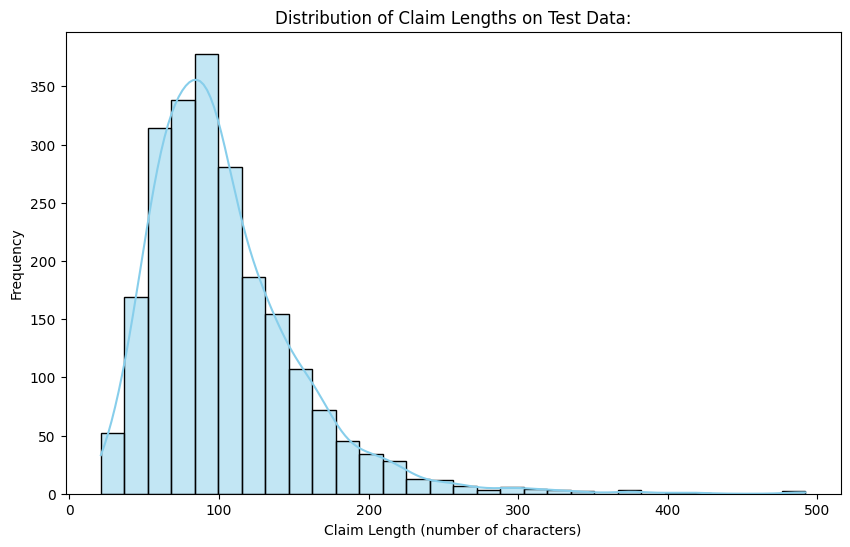 Distribution of Claim Lengths on Test Data:
350
300
250
200
150
100
50
0
Frequency
0 100 200 300 400 500
Claim Length (number of characters)